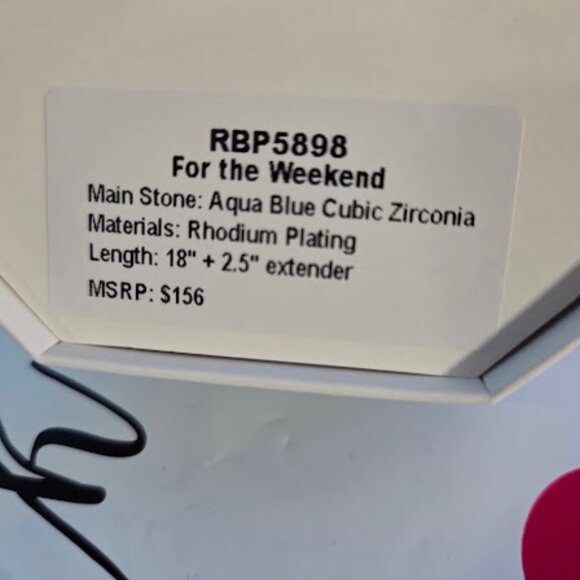 RBP5898
For the Weekend
Main Stone: Aqua Blue Cubic Zirconia
Materials: Rhodium Plating
Length: 18" + 2.5" extender
MSRP: $156